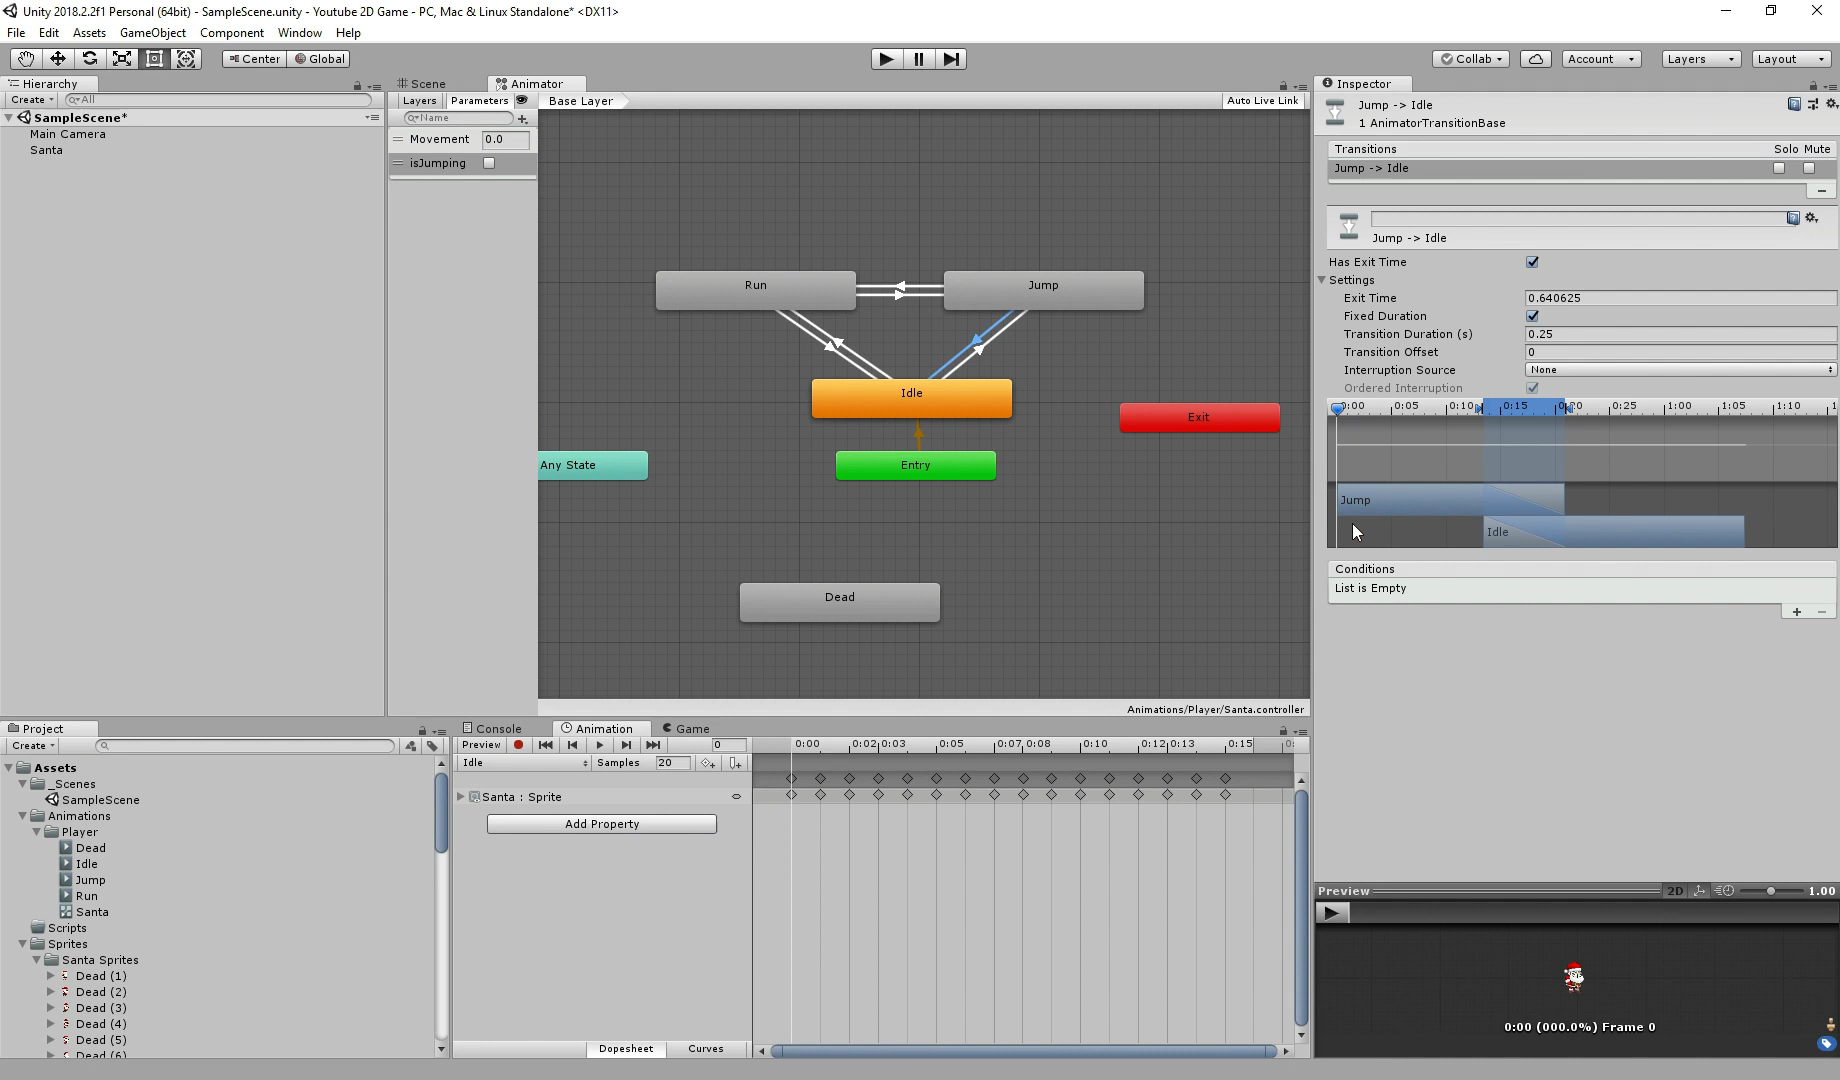 Unity 2018.2.2f1 Personal (64bit) - SampleScene.unity - Youtube 2D Game - PC, Mac & Linux Standalone* <DX11>
File Edit Assets GameObject Component Window Help
Center Global Collab Account Layers Layout
Hierarchy
Create All
SampleScene*
Main Camera
Santa
Scene Animator
Layers Parameters Base Layer Auto Live Link
Name
Movement 0.0
isJumping
Run
Jump
Idle
Exit
Any State
Entry
Dead
Animations/Player/Santa.controller
Inspector
Jump -> Idle
1 AnimatorTransitionBase
Transitions Solo Mute
Jump -> Idle
Jump -> Idle
Has Exit Time
Settings
Exit Time 0.640625
Fixed Duration
Transition Duration (s) 0.25
Transition Offset 0
Interruption Source None
Ordered Interruption
0:00 0:05 0:10 0:15 0:20 0:25 1:00 1:05 1:10
Jump
Idle
Conditions
List is Empty
Preview 2D 1.00
0:00 (000.0%) Frame 0
Project
Create
Assets
_Scenes
SampleScene
Animations
Player
Dead
Idle
Jump
Run
Santa
Scripts
Sprites
Santa Sprites
Dead (1)
Dead (2)
Dead (3)
Dead (4)
Dead (5)
Dead (6)
Console Animation Game
Preview 0 0:00 0:02 0:03 0:05 0:07 0:08 0:10 0:12 0:13 0:15
Idle Samples 20
Santa : Sprite
Add Property
Dopesheet Curves